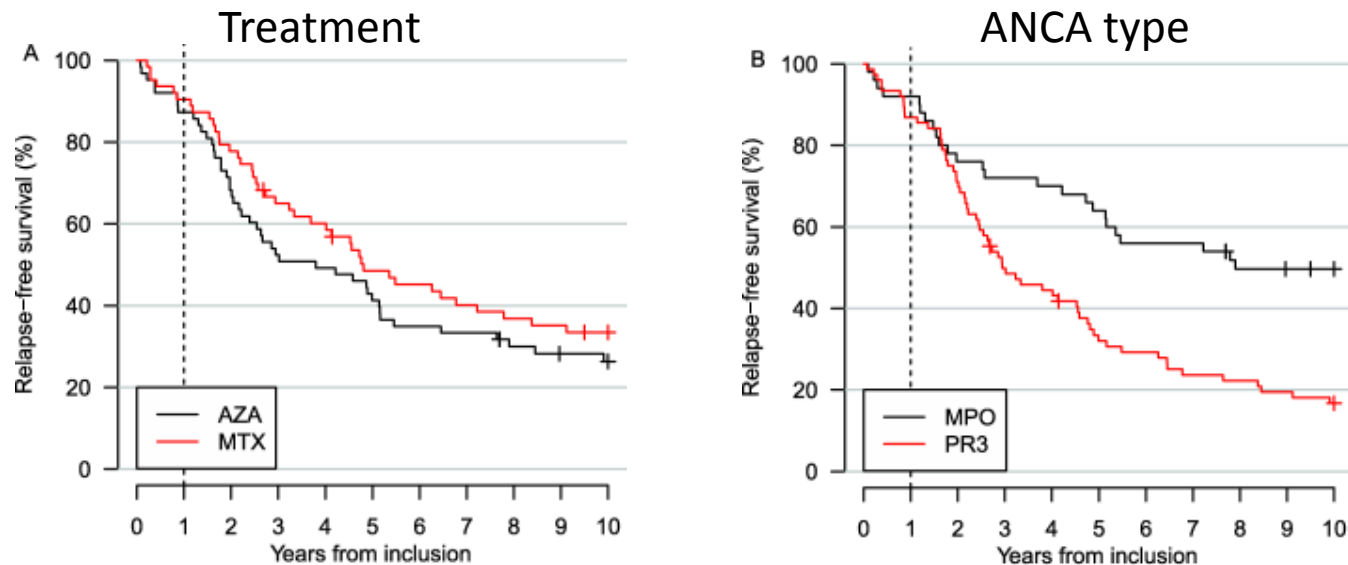 Treatment
ANCA type
A
Relapse−free survival (%)
100
80
60
40
20
0
AZA
MTX
0 1 2 3 4 5 6 7 8 9 10
Years from inclusion
B
Relapse−free survival (%)
100
80
60
40
20
0
MPO
PR3
0 1 2 3 4 5 6 7 8 9 10
Years from inclusion